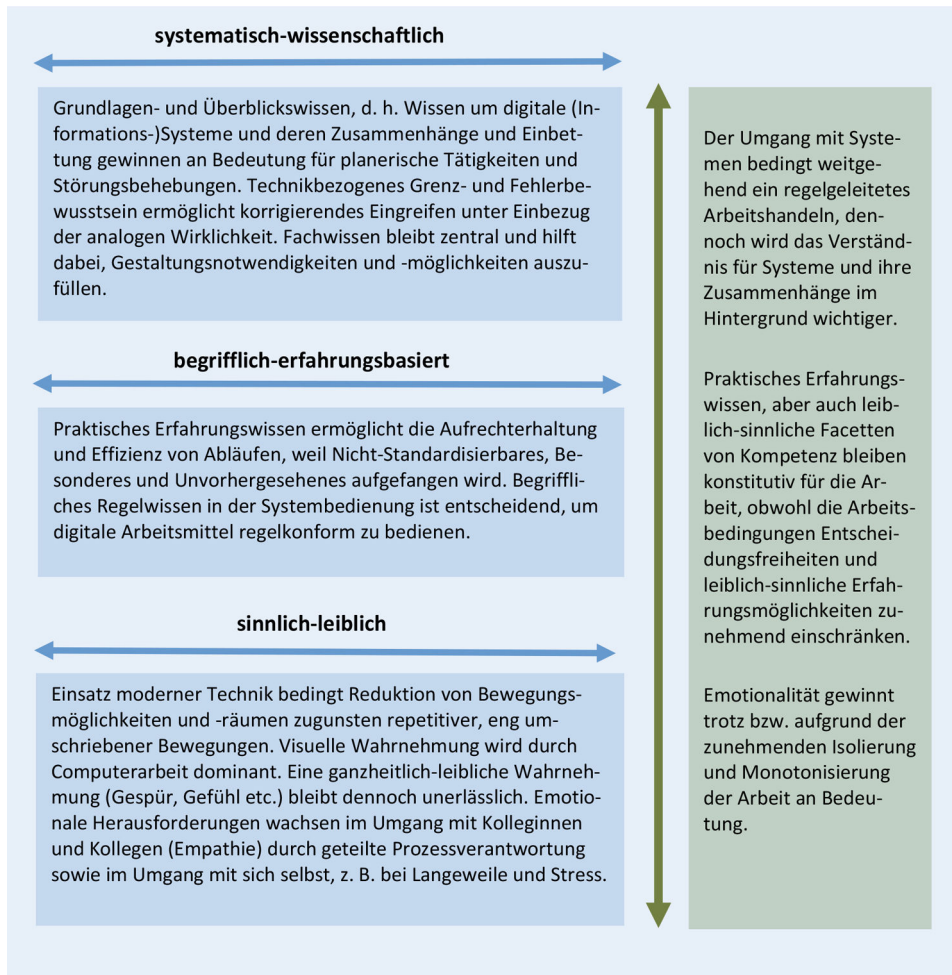 systematisch-wissenschaftlich
Grundlagen- und Überblickswissen, d. h. Wissen um digitale (In-
formations-)Systeme und deren Zusammenhänge und Einbet-
tung gewinnen an Bedeutung für planerische Tätigkeiten und
Störungsbehebungen. Technikbezogenes Grenz- und Fehlerbe-
wusstsein ermöglicht korrigierendes Eingreifen unter Einbezug
der analogen Wirklichkeit. Fachwissen bleibt zentral und hilft
dabei, Gestaltungsnotwendigkeiten und -möglichkeiten auszu-
füllen.
begrifflich-erfahrungsbasiert
Praktisches Erfahrungswissen ermöglicht die Aufrechterhaltung
und Effizienz von Abläufen, weil Nicht-Standardisierbares, Be-
sonderes und Unvorhergesehenes aufgefangen wird. Begriffli-
ches Regelwissen in der Systembedienung ist entscheidend, um
digitale Arbeitsmittel regelkonform zu bedienen.
sinnlich-leiblich
Einsatz moderner Technik bedingt Reduktion von Bewegungs-
möglichkeiten und -räumen zugunsten repetitiver, eng um-
schriebener Bewegungen. Visuelle Wahrnehmung wird durch
Computerarbeit dominant. Eine ganzheitlich-leibliche Wahrneh-
mung (Gespür, Gefühl etc.) bleibt dennoch unerlässlich. Emotio-
nale Herausforderungen wachsen im Umgang mit Kolleginnen
und Kollegen (Empathie) durch geteilte Prozessverantwortung
sowie im Umgang mit sich selbst, z. B. bei Langeweile und Stress.
Der Umgang mit Syste-
men bedingt weitge-
hend ein regelgeleitetes
Arbeitshandeln, den-
noch wird das Verständ-
nis für Systeme und ihre
Zusammenhänge im
Hintergrund wichtiger.
Praktisches Erfahrungs-
wissen, aber auch leib-
lich-sinnliche Facetten
von Kompetenz bleiben
konstitutiv für die Ar-
beit, obwohl die Arbeits-
bedingungen Entschei-
dungsfreiheiten und
leiblich-sinnliche Erfah-
rungsmöglichkeiten zu-
nehmend einschränken.
Emotionalität gewinnt
trotz bzw. aufgrund der
zunehmenden Isolierung
und Monotonisierung
der Arbeit an Bedeu-
tung.